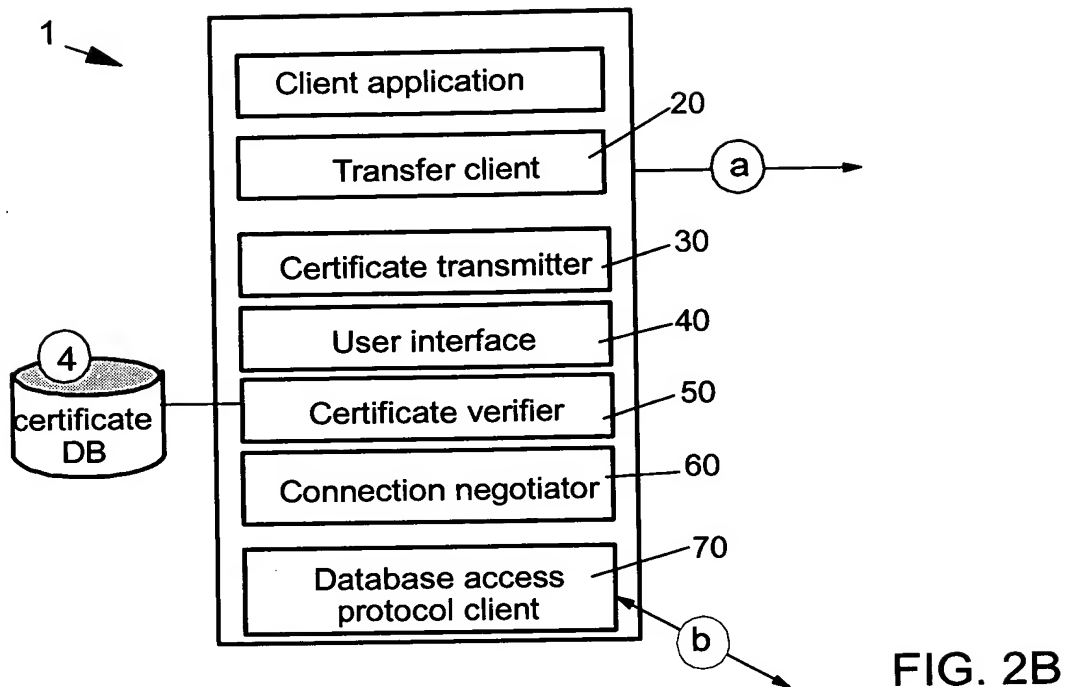 1
Client application
20
Transfer client
a
30
Certificate transmitter
40
User interface
4
certificate
DB
50
Certificate verifier
60
Connection negotiator
70
Database access
protocol client
b
FIG. 2B